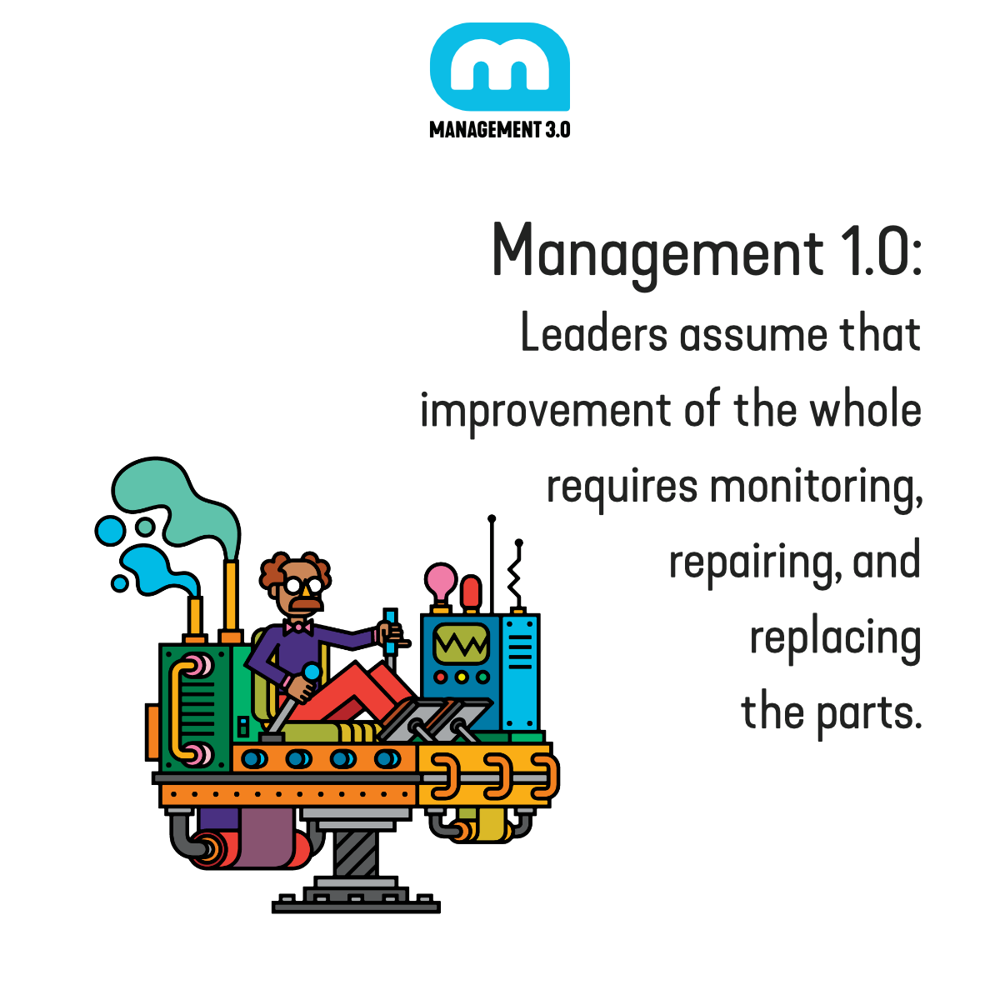 MANAGEMENT 3.0
Management 1.0:
Leaders assume that
improvement of the whole
requires monitoring,
repairing, and
replacing
the parts.